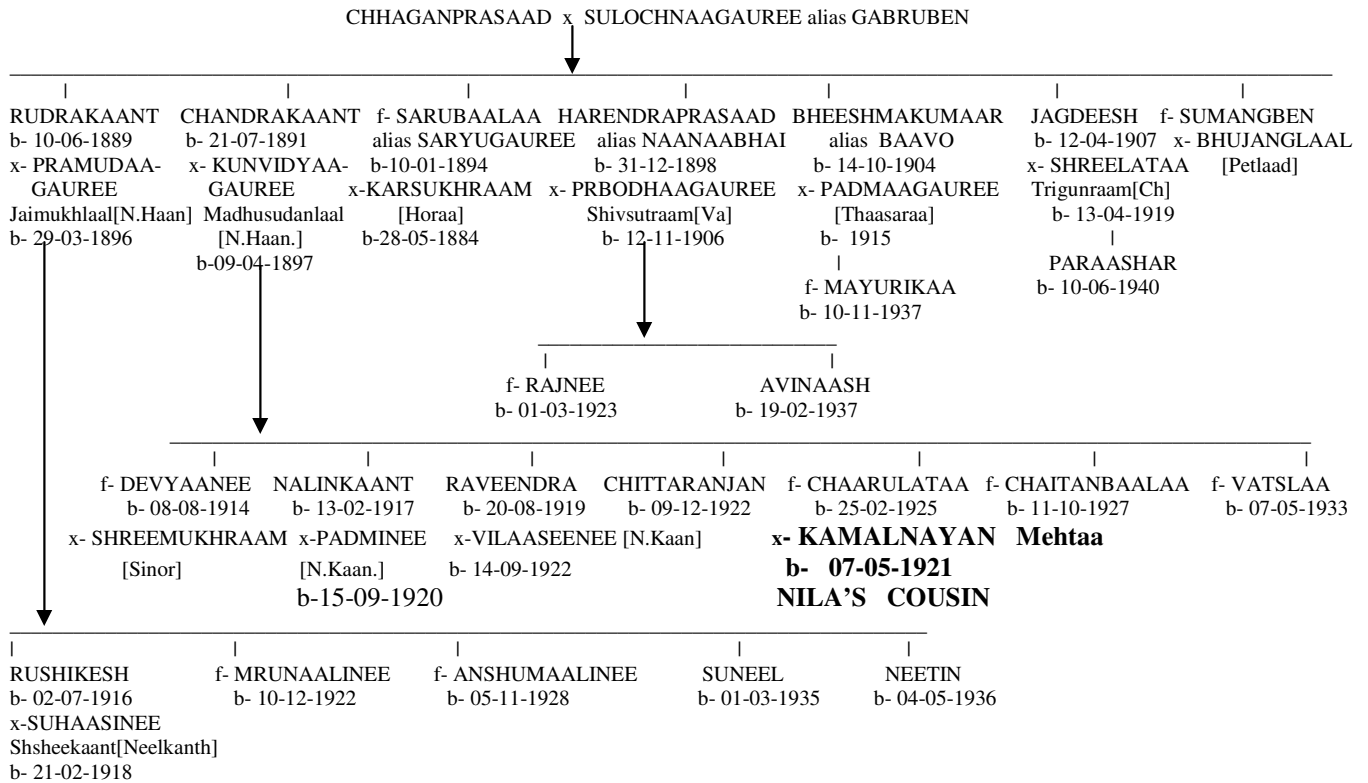 CHHAGANPRASAAD x SULOCHNAAGAUREE alias GABRUBEN
RUDRAKAANT CHANDRAKAANT f- SARUBAALAA HARENDRAPRASAAD BHEESHMAKUMAAR JAGDEESH f- SUMANGBEN
b- 10-06-1889 b- 21-07-1891 alias SARYUGAUREE alias NAANAABHAI alias BAAVO b- 12-04-1907 x- BHUJANGLAAL
x- PRAMUDAA- x- KUNVIDYAA- b-10-01-1894 b- 31-12-1898 b- 14-10-1904 x- SHREELATAA [Petlaad]
GAUREE GAUREE x-KARSUKHRAAM x- PRBODHAAGAUREE x- PADMAAGAUREE Trigunraam[Ch]
Jaimukhlaal[N.Haan] Madhusudanlaal [Horaa] Shivsutraam[Va] [Thaasaraa] b- 13-04-1919
b- 29-03-1896 [N.Haan.] b-28-05-1884 b- 12-11-1906 b- 1915 |
b-09-04-1897 | PARAASHAR
f- MAYURIKAA b- 10-06-1940
b- 10-11-1937
f- RAJNEE AVINAASH
b- 01-03-1923 b- 19-02-1937
f- DEVYAANEE NALINKAANT RAVEENDRA CHITTARANJAN f- CHAARULATAA f- CHAITANBAALAA f- VATSLAA
b- 08-08-1914 b- 13-02-1917 b- 20-08-1919 b- 09-12-1922 b- 25-02-1925 b- 11-10-1927 b- 07-05-1933
x- SHREEMUKHRAAM x-PADMINEE x-VILAASEENEE [N.Kaan] x- KAMALNAYAN Mehtaa
[Sinor] [N.Kaan.] b- 14-09-1922 b- 07-05-1921
b-15-09-1920 NILA'S COUSIN
RUSHIKESH f- MRUNAALINEE f- ANSHUMAALINEE SUNEEL NEETIN
b- 02-07-1916 b- 10-12-1922 b- 05-11-1928 b- 01-03-1935 b- 04-05-1936
x-SUHAASINEE
Shsheekaant[Neelkanth]
b- 21-02-1918